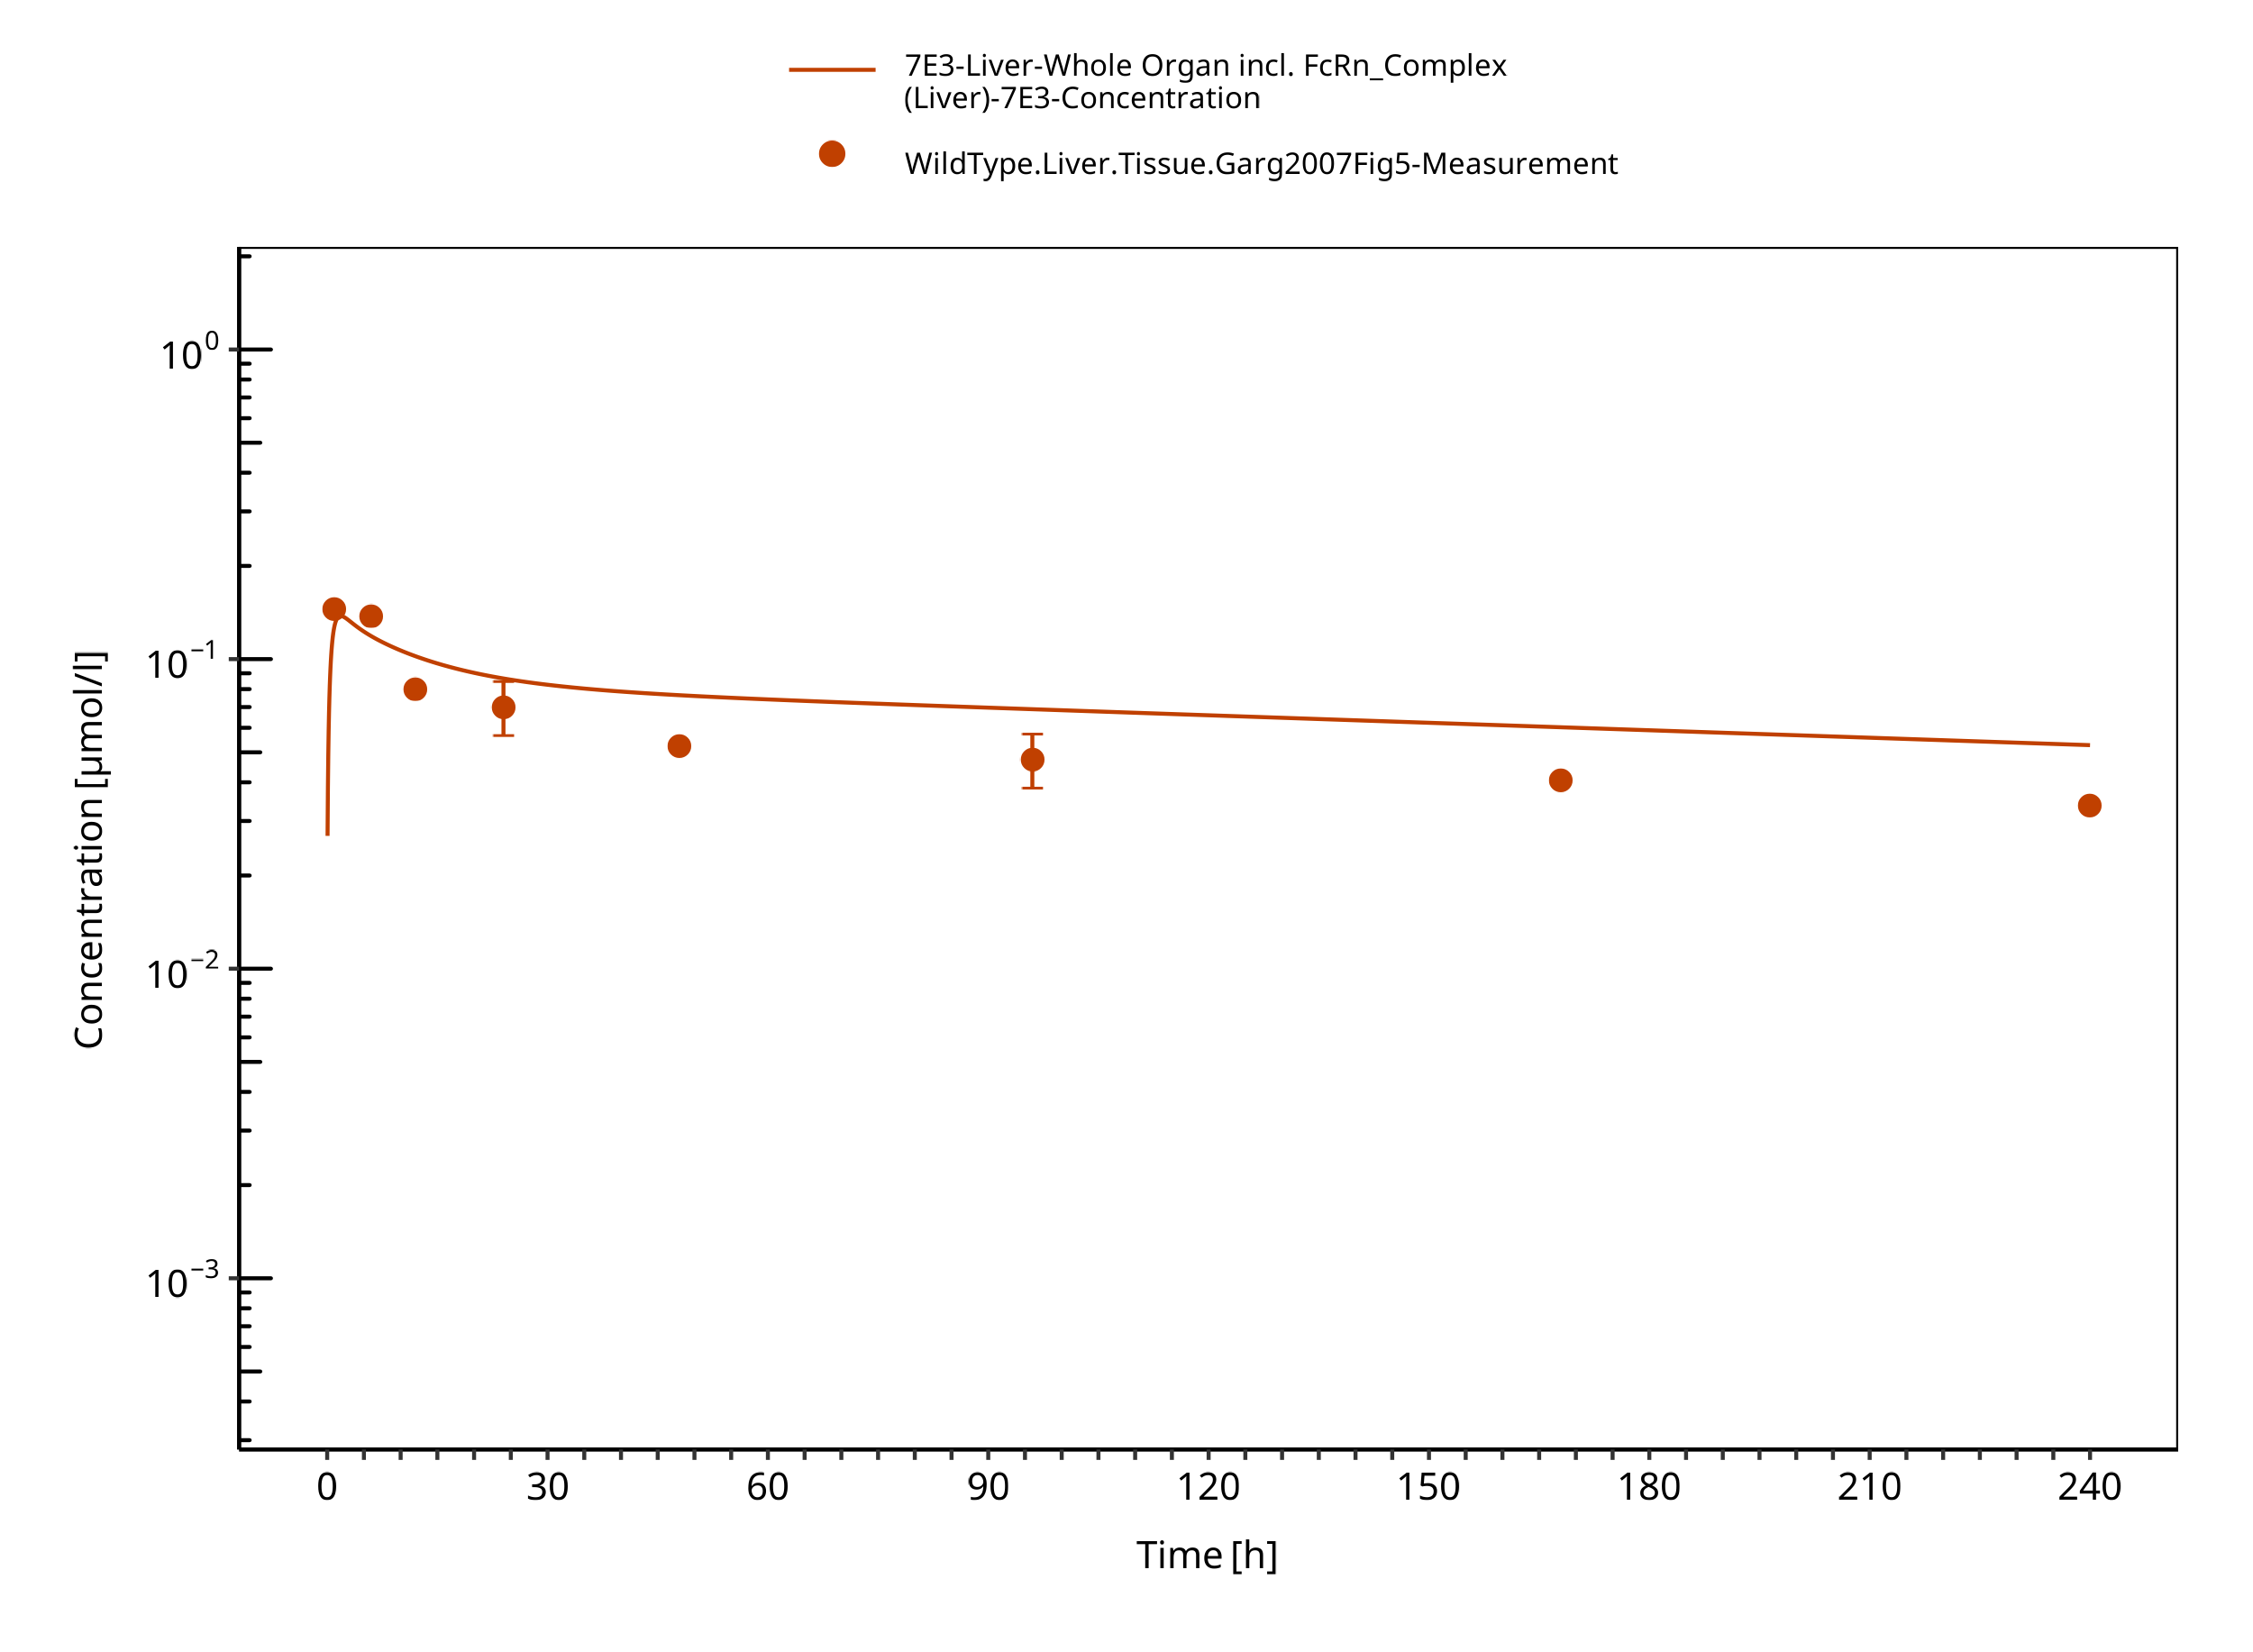 7E3-Liver-Whole Organ incl. FcRn_Complex
(Liver)-7E3-Concentration
WildType.Liver.Tissue.Garg2007Fig5-Measurement
Concentration [µmol/l]
10⁰
10⁻¹
10⁻²
10⁻³
0 30 60 90 120 150 180 210 240
Time [h]